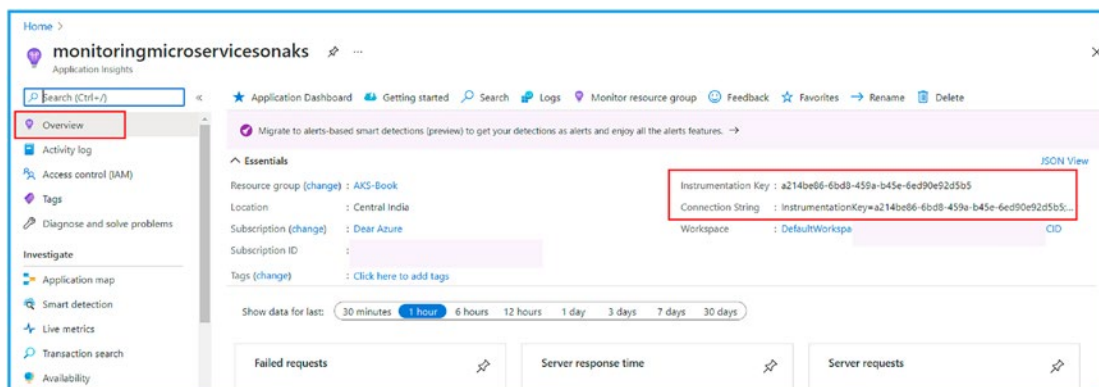 Home >
monitoringmicroservicesonaks
Application Insights
Search (Ctrl+/)
Application Dashboard Getting started Search Logs Monitor resource group Feedback Favorites Rename Delete
Overview
Activity log
Access control (IAM)
Tags
Diagnose and solve problems
Investigate
Application map
Smart detection
Live metrics
Transaction search
Availability
Migrate to alerts-based smart detections (preview) to get your detections as alerts and enjoy all the alerts features. →
Essentials
JSON View
Resource group (change) : AKS-Book
Location : Central India
Subscription (change) : Dear Azure
Subscription ID :
Tags (change) : Click here to add tags
Instrumentation Key : a214be86-6bd8-459a-b45e-6ed90e92d5b5
Connection String : InstrumentationKey=a214be86-6bd8-459a-b45e-6ed90e92d5b5;...
Workspace : DefaultWorkspa CID
Show data for last: 30 minutes 1 hour 6 hours 12 hours 1 day 3 days 7 days 30 days
Failed requests
Server response time
Server requests